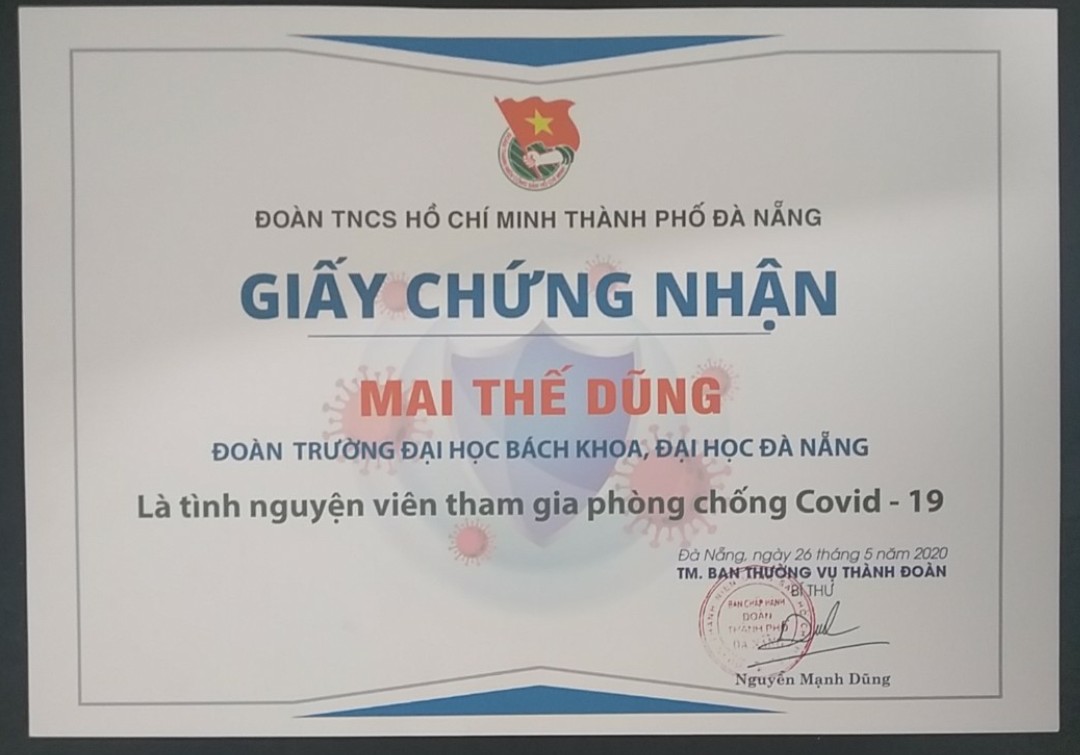 ĐOÀN TNCS HỒ CHÍ MINH THÀNH PHỐ ĐÀ NẴNG
GIẤY CHỨNG NHẬN
MAI THẾ DŨNG
ĐOÀN TRƯỜNG ĐẠI HỌC BÁCH KHOA, ĐẠI HỌC ĐÀ NẴNG
Là tình nguyện viên tham gia phòng chống Covid - 19
Đà Nẵng, ngày 26 tháng 5 năm 2020
TM. BAN THƯỜNG VỤ THÀNH ĐOÀN
BÍ THƯ
BAN CHẤP HÀNH
ĐOÀN
THÀNH PHỐ
ĐÀ NẴNG
Nguyễn Mạnh Dũng